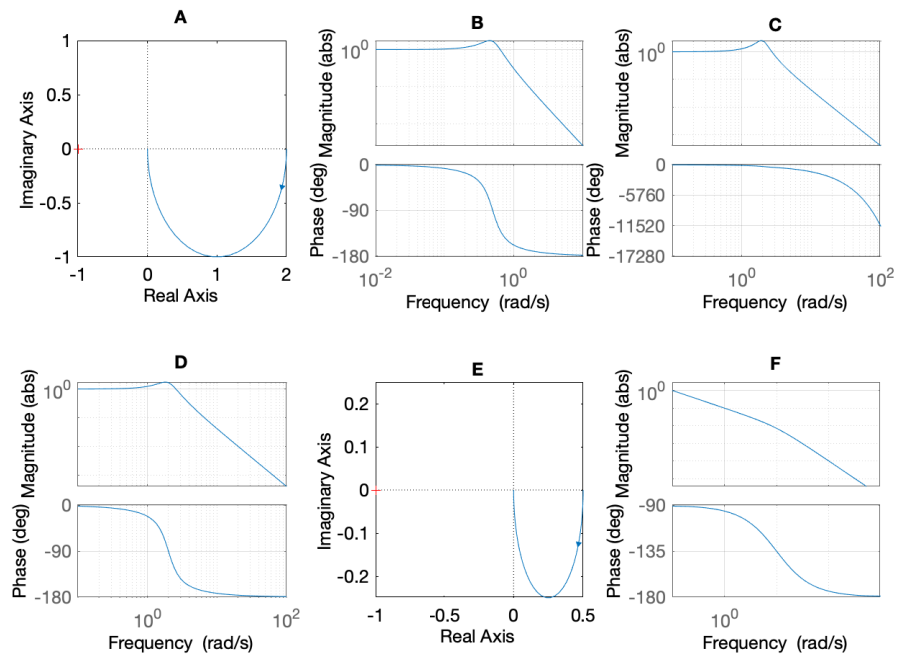 A
1
0.5
0
-0.5
-1
-1
0
1
2
Imaginary Axis
Real Axis
B
10^0
Magnitude (abs)
0
-90
-180
Phase (deg)
10^-2
10^0
Frequency (rad/s)
C
10^0
Magnitude (abs)
0
-5760
-11520
-17280
Phase (deg)
10^0
10^2
Frequency (rad/s)
D
10^0
Magnitude (abs)
0
-90
-180
Phase (deg)
10^0
10^2
Frequency (rad/s)
E
0.2
0.1
0
-0.1
-0.2
-1
-0.5
0
0.5
Imaginary Axis
Real Axis
F
10^0
Magnitude (abs)
-90
-135
-180
Phase (deg)
10^0
Frequency (rad/s)